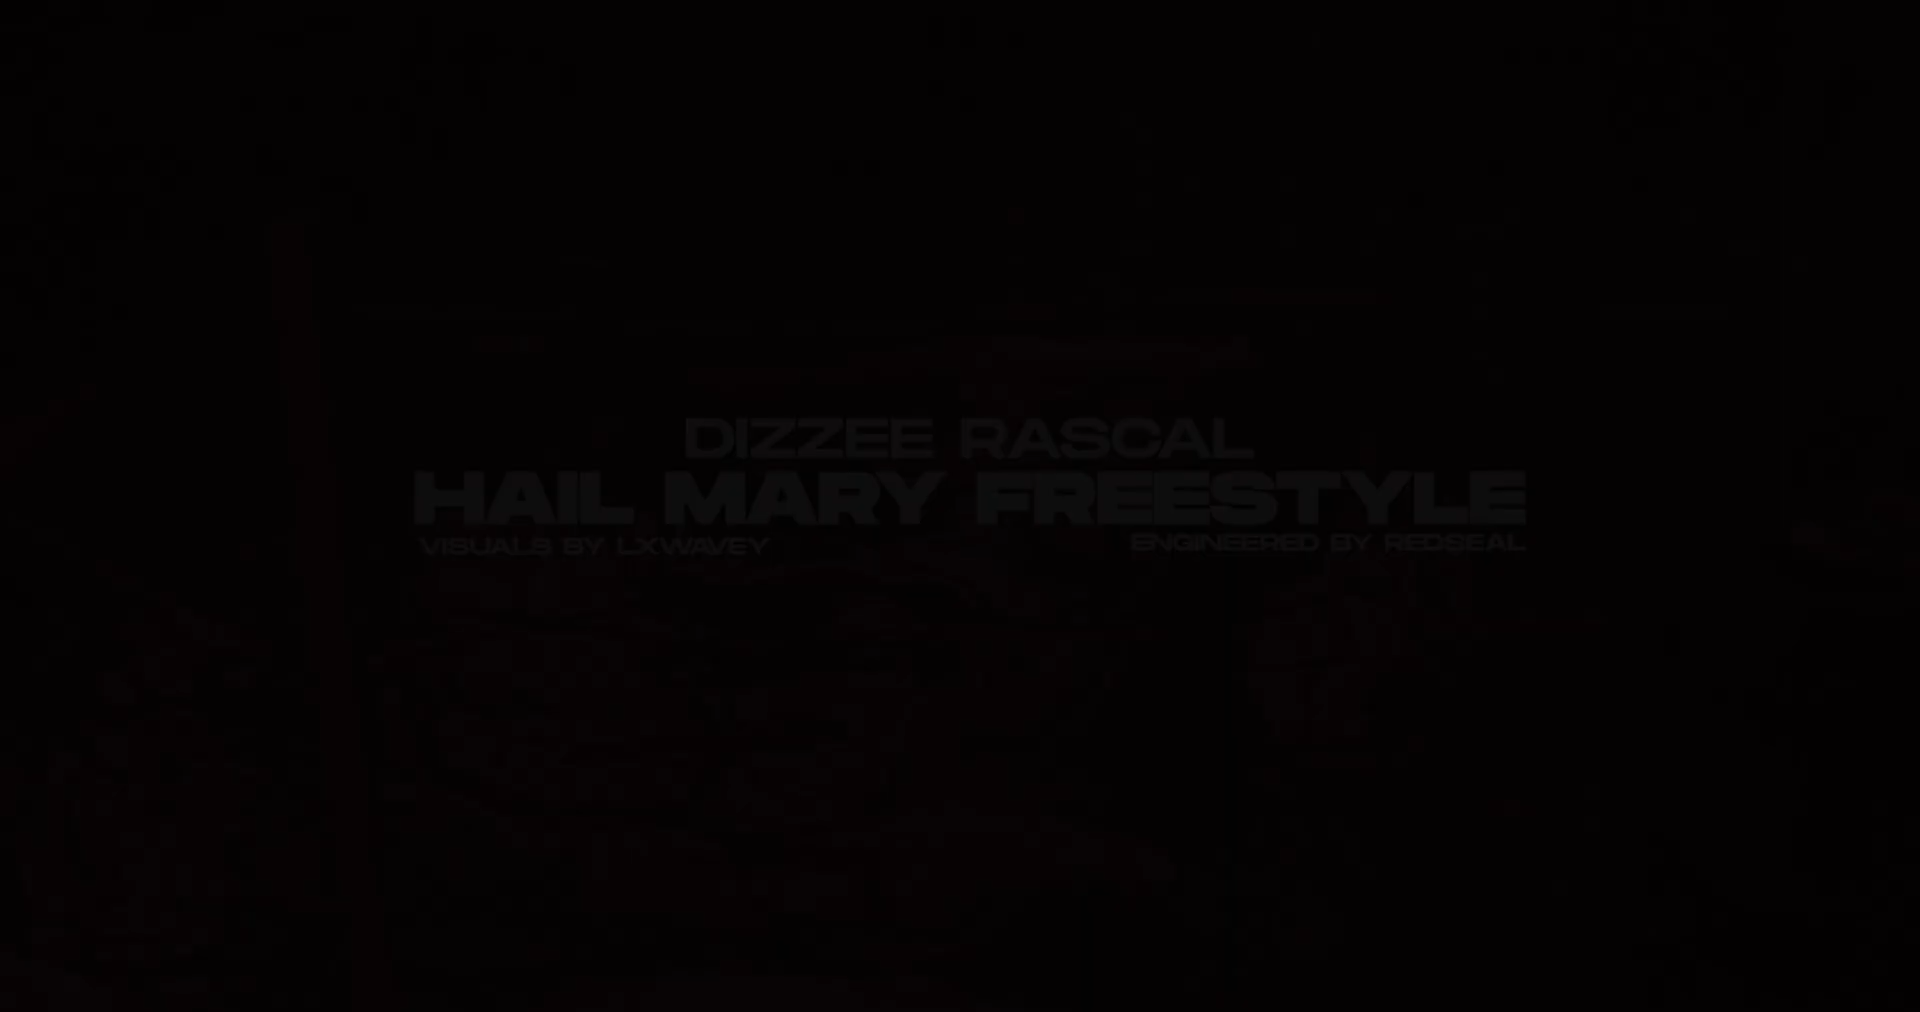 DIZZEE RASCAL
HAIL MARY FREESTYLE
VISUALS BY LXWAVEY ENGINEERED BY REDSEAL